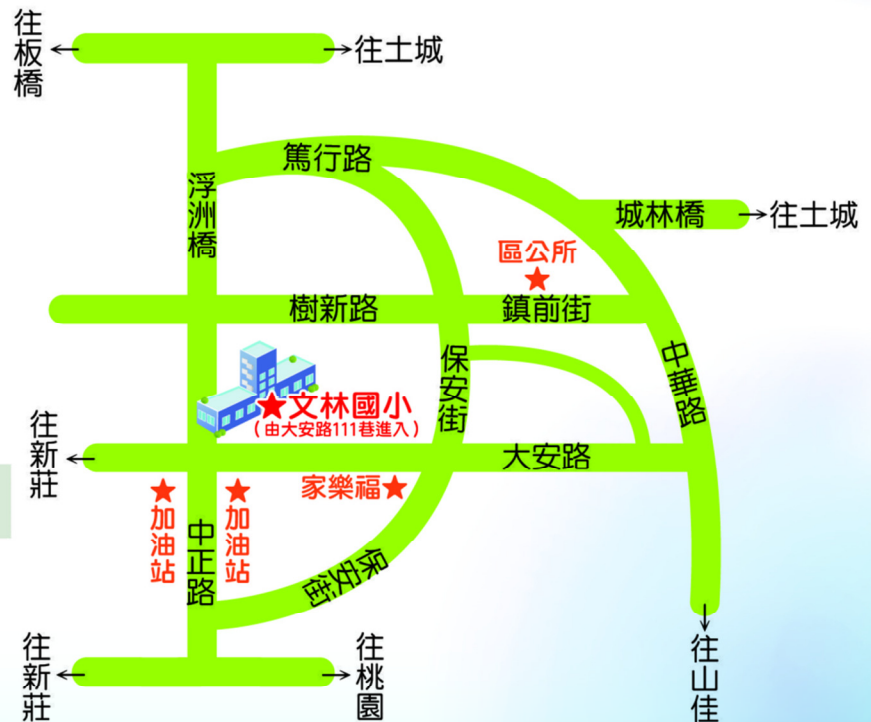 往板橋
往土城
篤行路
浮洲橋
城林橋
往土城
區公所
樹新路
鎮前街
保安街
中華路
文林國小
(由大安路111巷進入)
往新莊
大安路
家樂福
加油站
加油站
中正路
保安街
往新莊
往桃園
往山佳